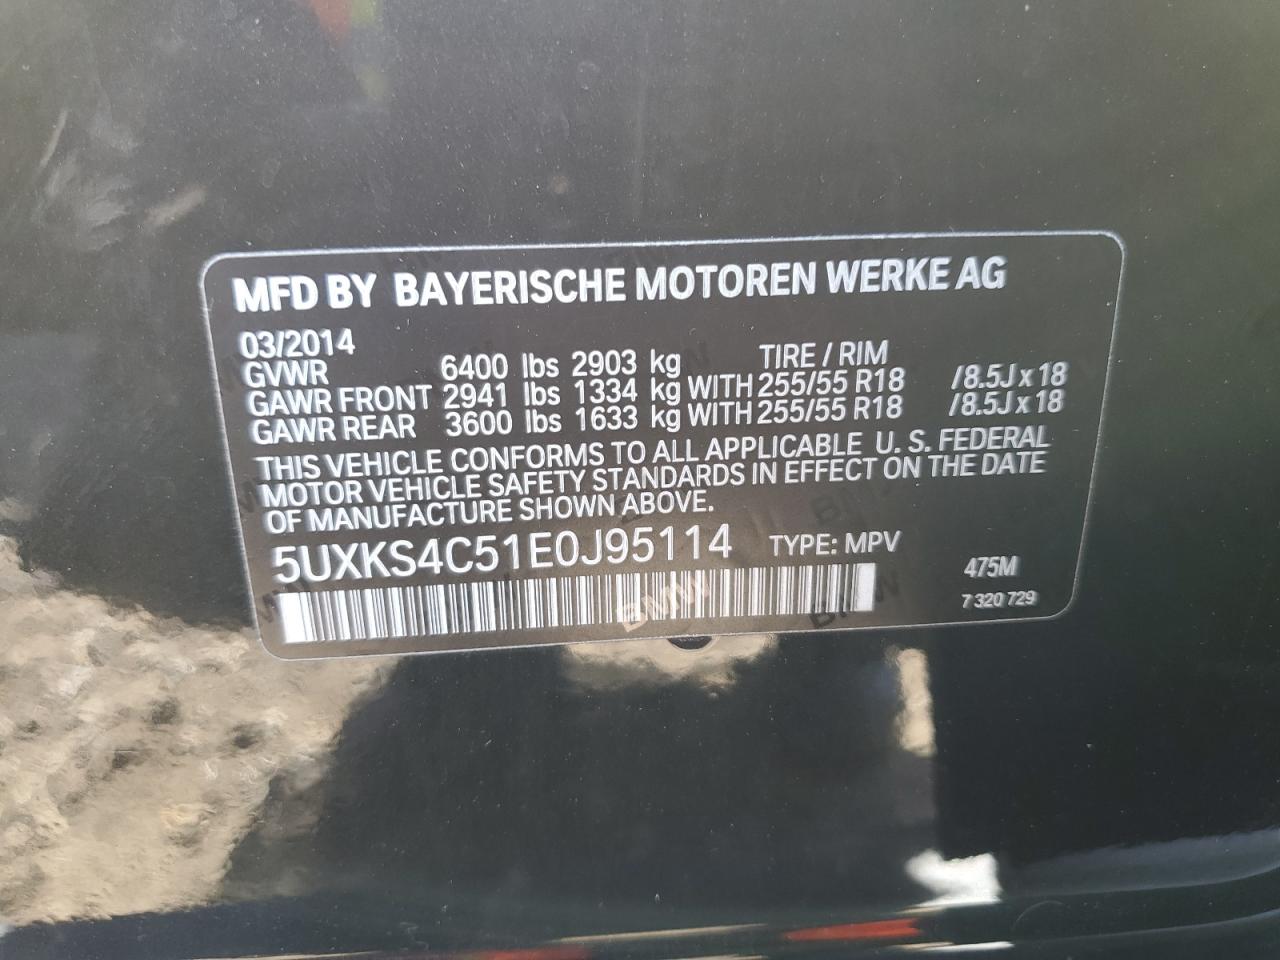 MFD BY BAYERISCHE MOTOREN WERKE AG
03/2014
GVWR 6400 lbs 2903 kg TIRE / RIM
GAWR FRONT 2941 lbs 1334 kg WITH 255/55 R18 /8.5J x 18
GAWR REAR 3600 lbs 1633 kg WITH 255/55 R18 /8.5J x 18
THIS VEHICLE CONFORMS TO ALL APPLICABLE U. S. FEDERAL
MOTOR VEHICLE SAFETY STANDARDS IN EFFECT ON THE DATE
OF MANUFACTURE SHOWN ABOVE.
5UXKS4C51E0J95114 TYPE: MPV
475M
7 320 729
BMW
BMW